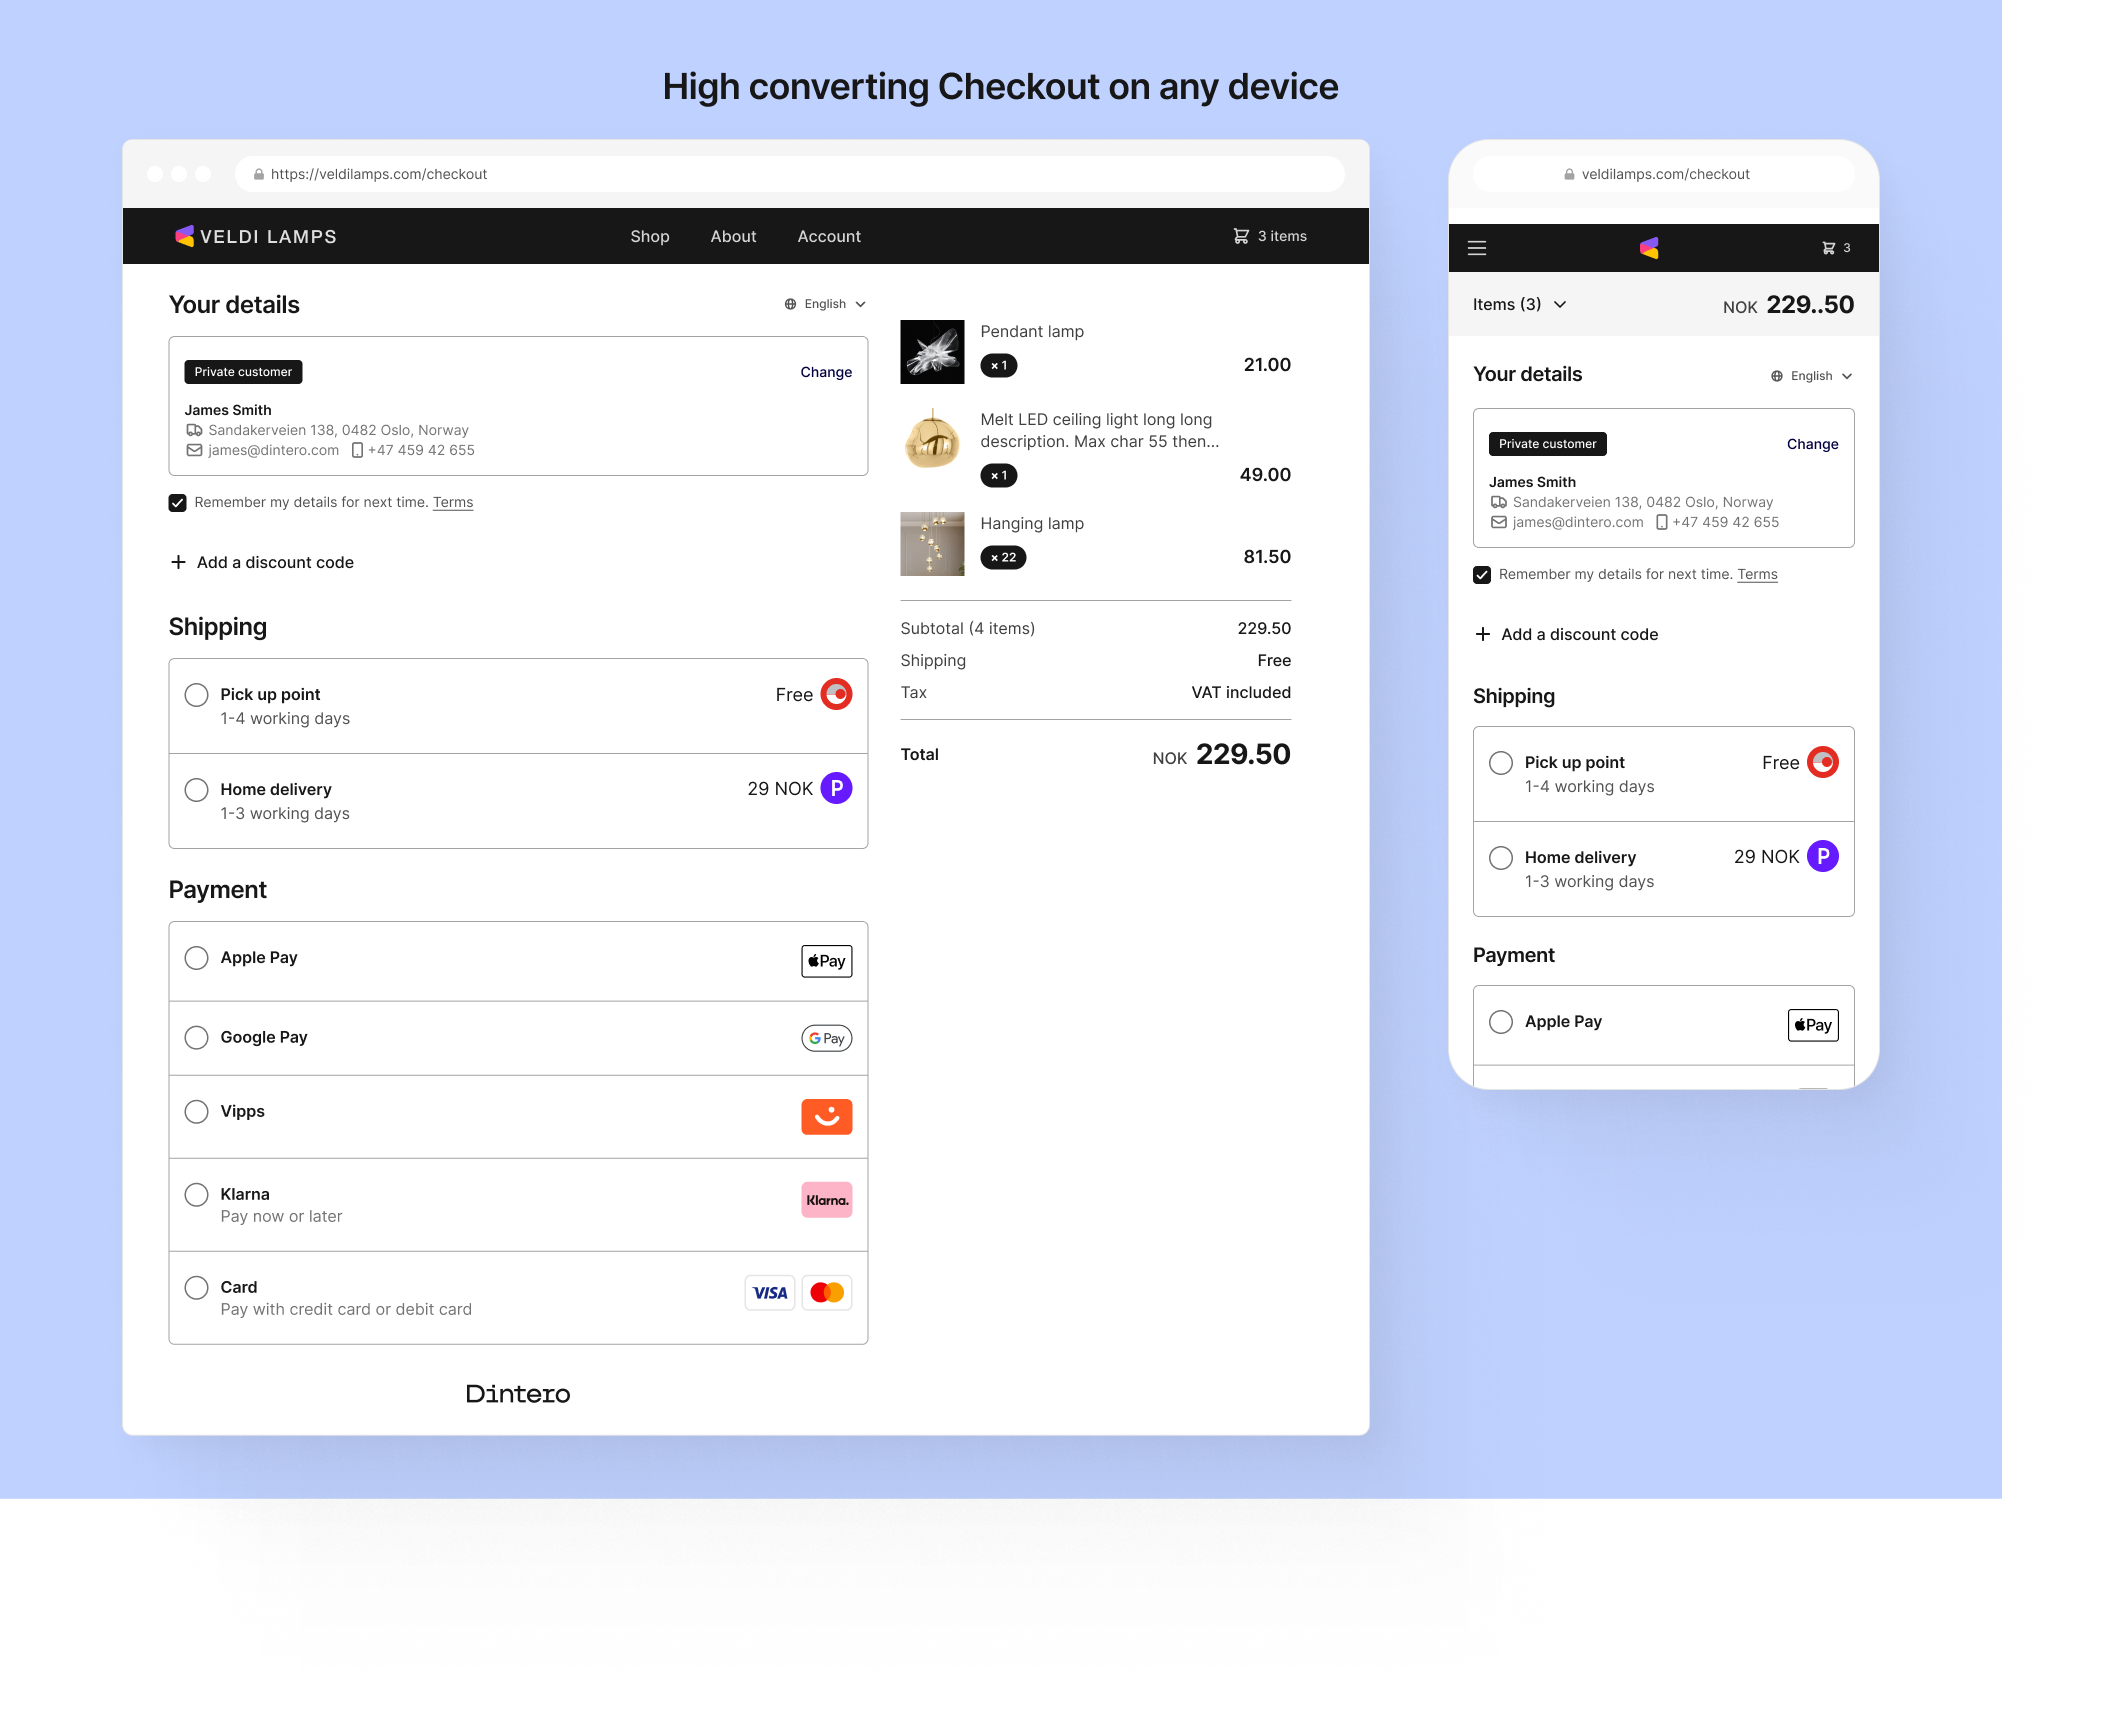 High converting Checkout on any device
https://veldilamps.com/checkout
VELDI LAMPS
Shop
About
Account
3 items
Your details
English
Private customer
Change
James Smith
Sandakerveien 138, 0482 Oslo, Norway
james@dintero.com +47 459 42 655
Remember my details for next time. Terms
Add a discount code
Shipping
Pick up point
Free
1-4 working days
Home delivery
29 NOK P
1-3 working days
Payment
Apple Pay
Pay
Google Pay
G Pay
Vipps
Klarna
Klarna.
Pay now or later
Card
VISA
Pay with credit card or debit card
Dintero
Pendant lamp
× 1
21.00
Melt LED ceiling light long long
description. Max char 55 then...
× 1
49.00
Hanging lamp
× 22
81.50
Subtotal (4 items) 229.50
Shipping Free
Tax VAT included
Total NOK 229.50
veldilamps.com/checkout
3
Items (3)
NOK 229..50
Your details
English
Private customer
Change
James Smith
Sandakerveien 138, 0482 Oslo, Norway
james@dintero.com +47 459 42 655
Remember my details for next time. Terms
Add a discount code
Shipping
Pick up point
Free
1-4 working days
Home delivery
29 NOK P
1-3 working days
Payment
Apple Pay
Pay